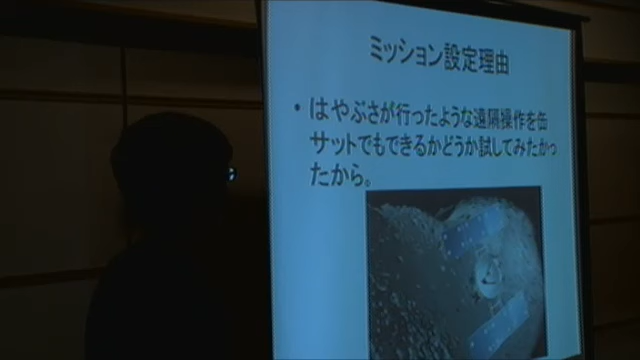 ミッション設定理由
• はやぶさが行ったような遠隔操作を缶
サットでもできるかどうか試してみたかっ
たから。